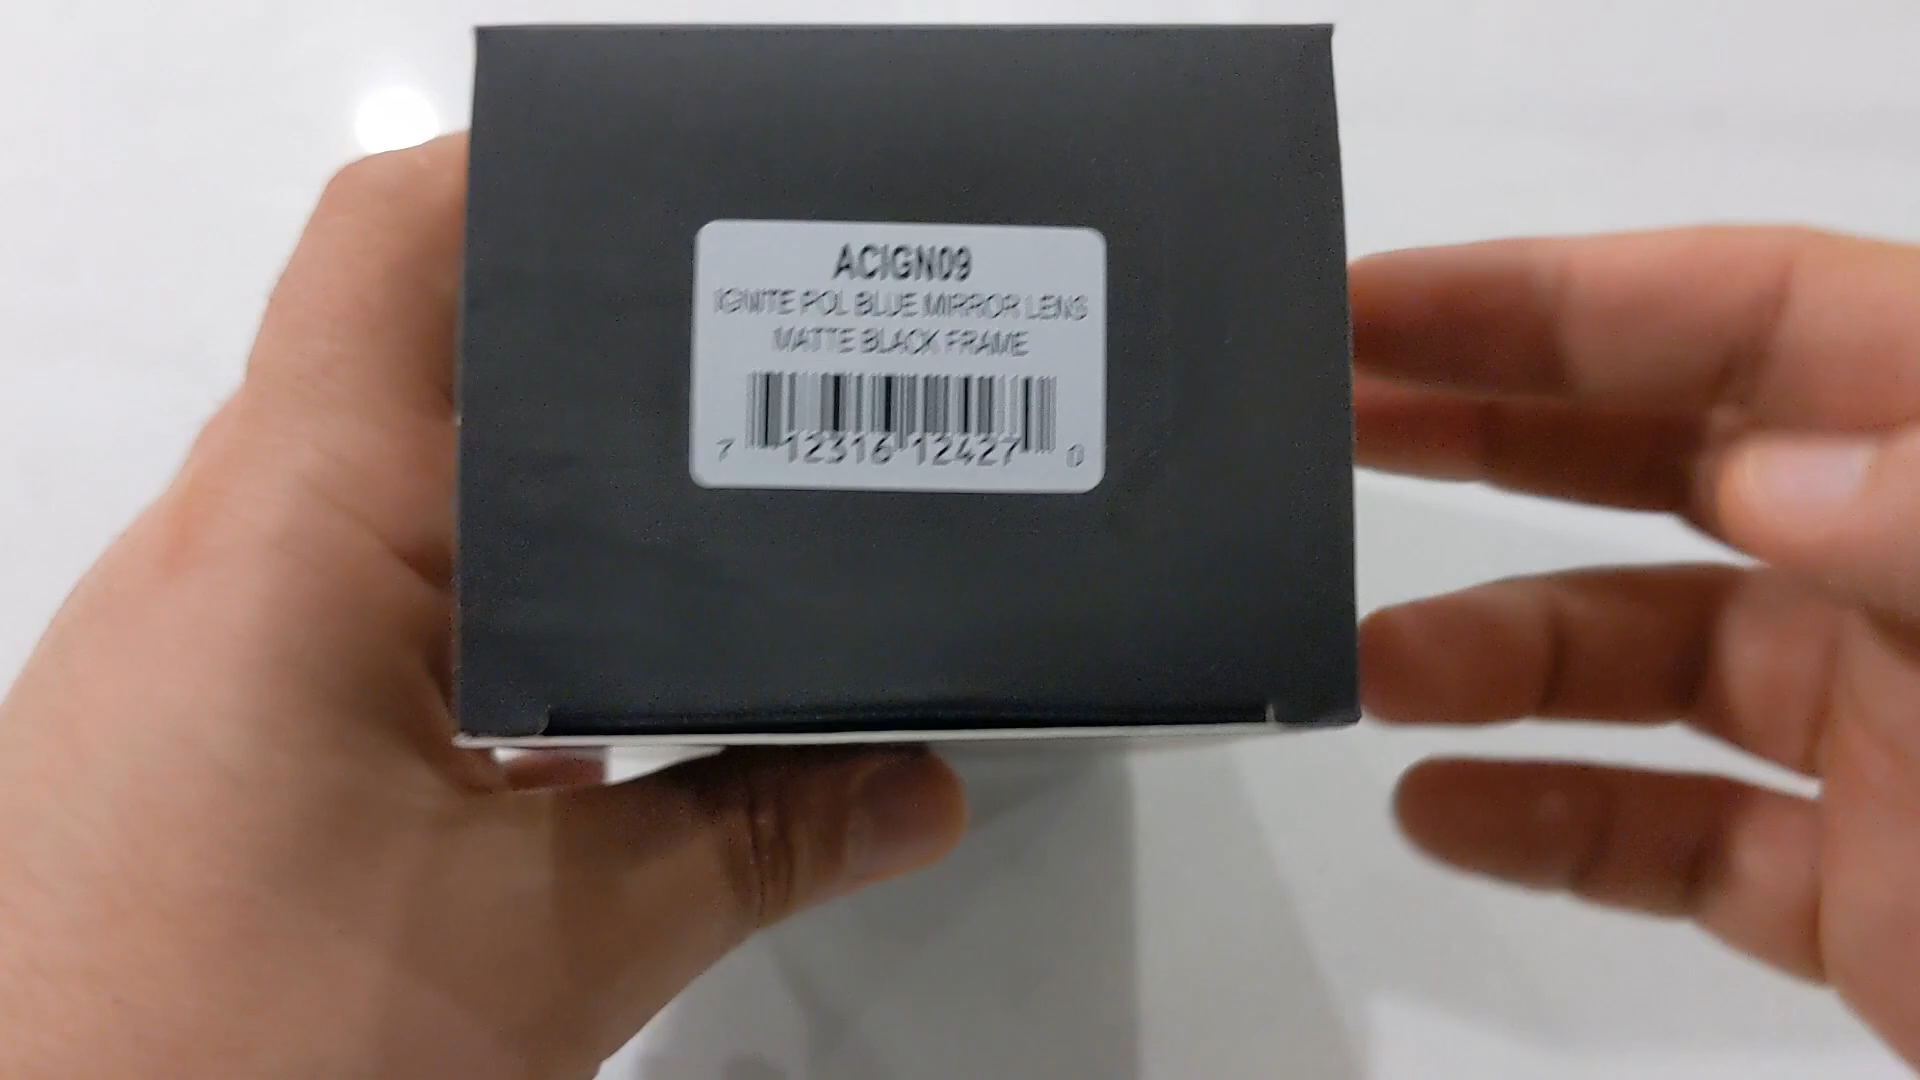 ACIGN09
IGNITE POL BLUE MIRROR LENS
MATTE BLACK FRAME
7 12316 12427 0